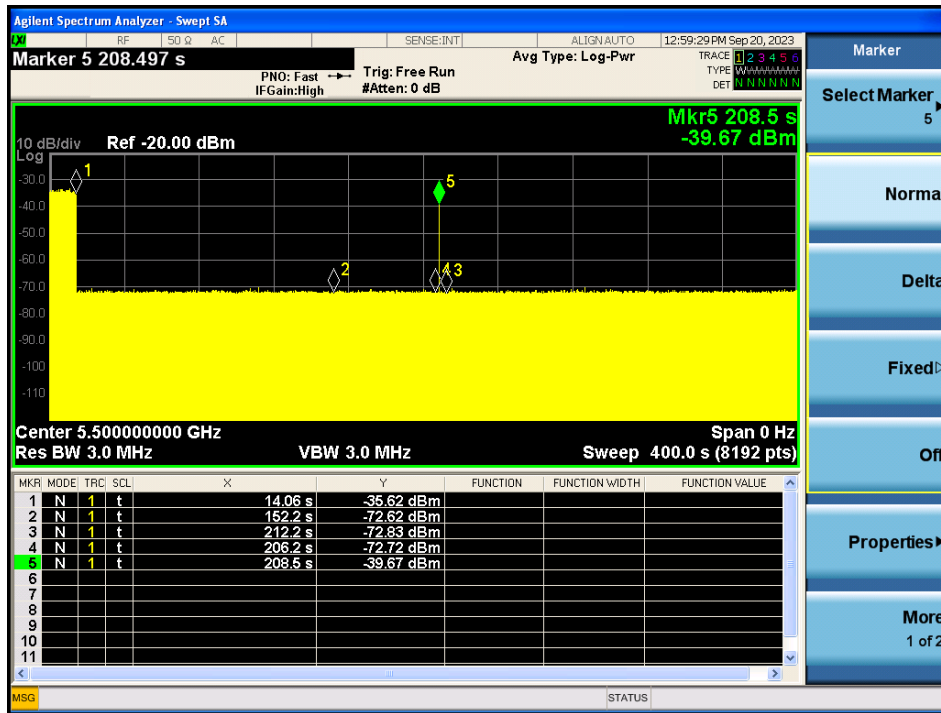 Agilent Spectrum Analyzer - Swept SA
LXI RF 50 Ω AC SENSE:INT ALIGN AUTO 12:59:29 PM Sep 20, 2023
Marker 5 208.497 s
PNO: Fast
IFGain:High
Trig: Free Run
#Atten: 0 dB
Avg Type: Log-Pwr
TRACE 1 2 3 4 5 6
TYPE
DET N N N N N N
Mkr5 208.5 s
-39.67 dBm
10 dB/div Ref -20.00 dBm
Log
-30.0
-40.0
-50.0
-60.0
-70.0
-80.0
-90.0
-100
-110
1
5
2
4 3
Center 5.500000000 GHz Span 0 Hz
Res BW 3.0 MHz VBW 3.0 MHz Sweep 400.0 s (8192 pts)
MKR MODE TRC SCL X Y FUNCTION FUNCTION WIDTH FUNCTION VALUE
1 N 1 t 14.06 s -35.62 dBm
2 N 1 t 152.2 s -72.62 dBm
3 N 1 t 212.2 s -72.83 dBm
4 N 1 t 206.2 s -72.72 dBm
5 N 1 t 208.5 s -39.67 dBm
6
7
8
9
10
11
MSG STATUS
Marker
Select Marker
5
Norma
Delta
Fixed
Off
Properties
More
1 of 2